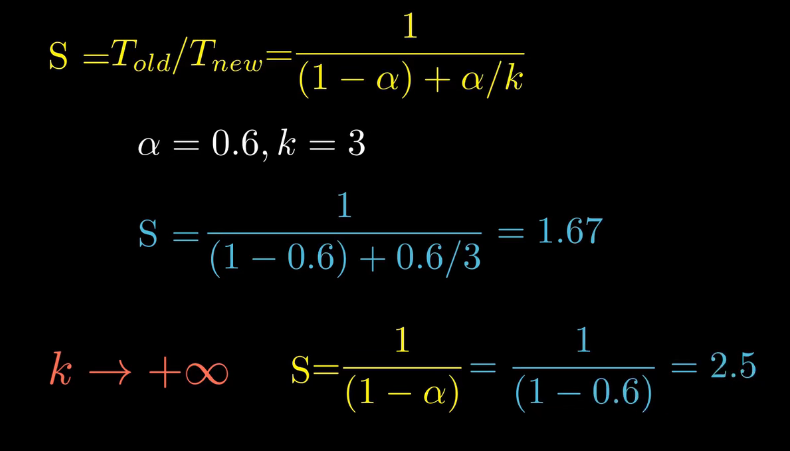 S = T_old/T_new = 1/((1 − α) + α/k)
α = 0.6, k = 3
S = 1/((1 − 0.6) + 0.6/3) = 1.67
k → +∞ S = 1/(1 − α) = 1/(1 − 0.6) = 2.5